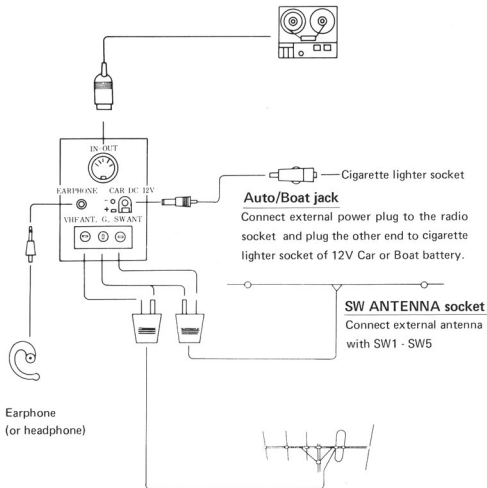 IN-OUT
EARPHONE CAR DC 12V
- +
VHF ANT. G. SW ANT
Cigarette lighter socket
Auto/Boat jack
Connect external power plug to the radio
socket and plug the other end to cigarette
lighter socket of 12V Car or Boat battery.
SW ANTENNA socket
Connect external antenna
with SW1 - SW5
Earphone
(or headphone)